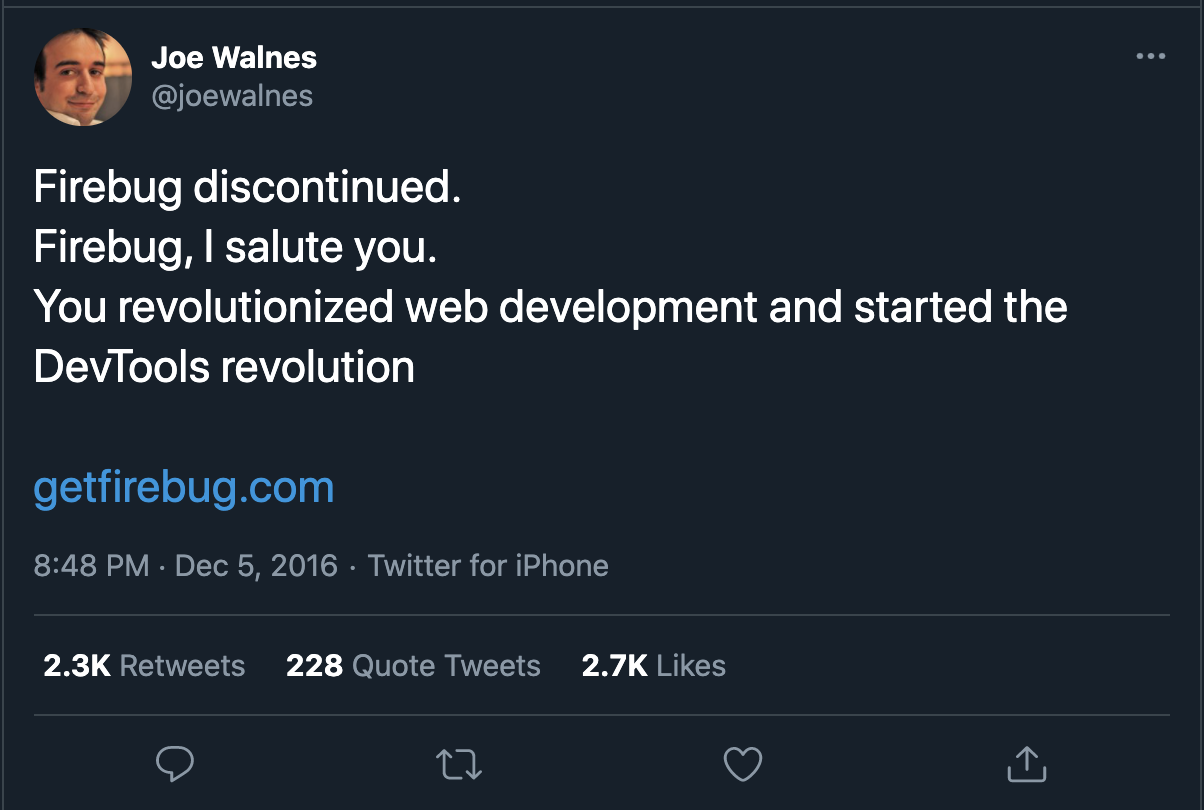 Joe Walnes
@joewalnes
Firebug discontinued.
Firebug, I salute you.
You revolutionized web development and started the
DevTools revolution
getfirebug.com
8:48 PM · Dec 5, 2016 · Twitter for iPhone
2.3K Retweets 228 Quote Tweets 2.7K Likes